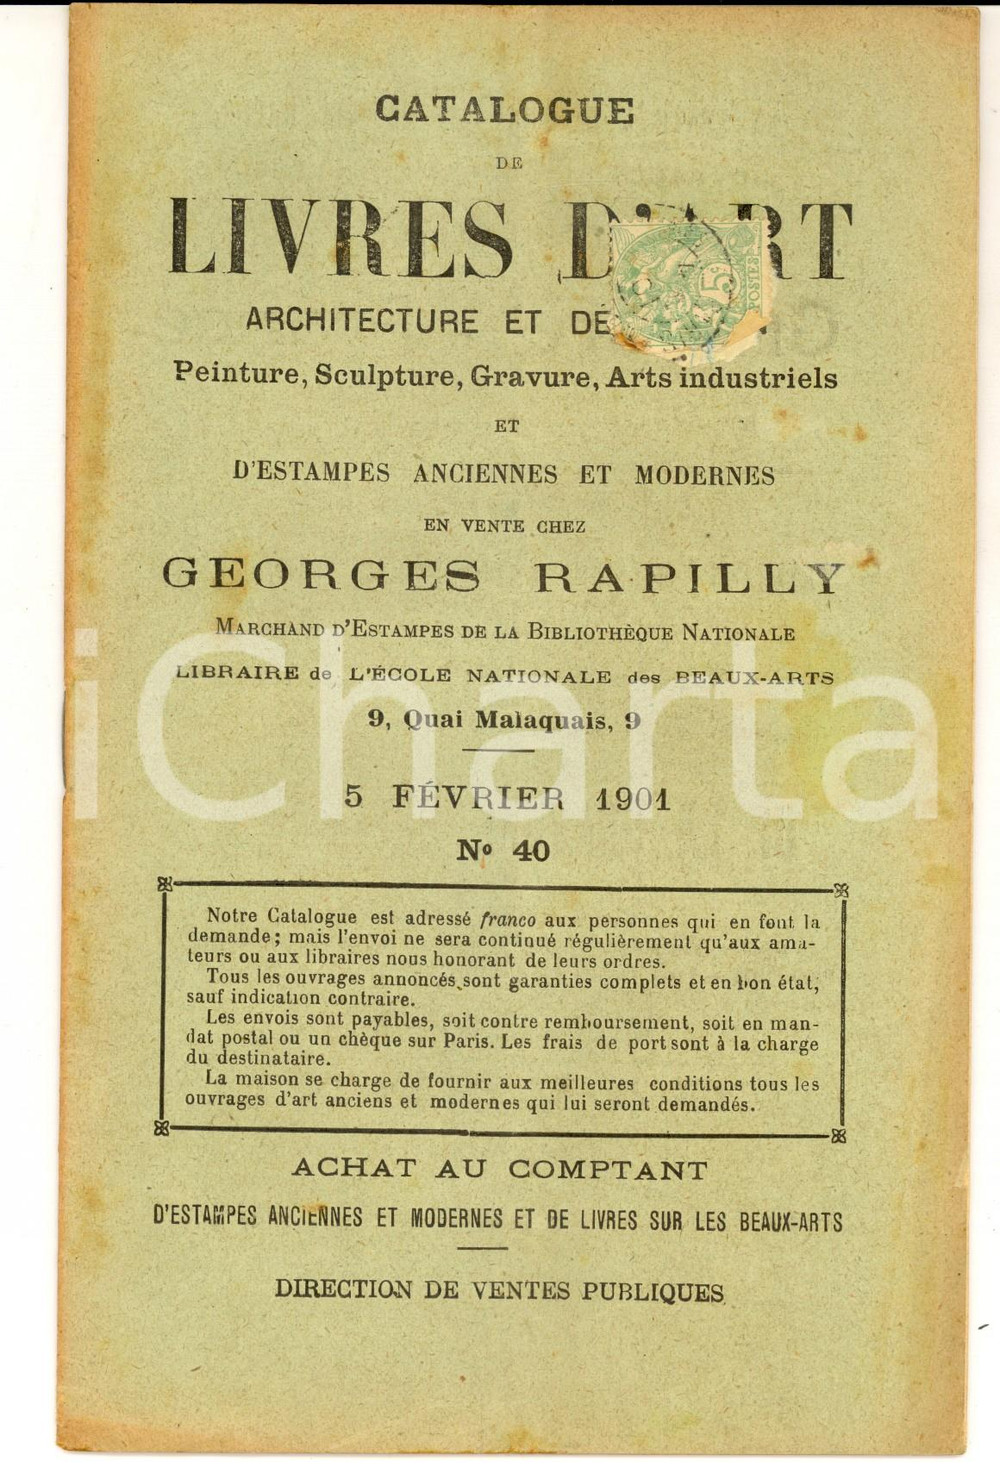 CATALOGUE
DE
LIVRES D'ART
ARCHITECTURE ET
Peinture, Sculpture, Gravure, Arts industriels
ET
D'ESTAMPES ANCIENNES ET MODERNES
EN VENTE CHEZ
GEORGES RAPILLY
MARCHAND D'ESTAMPES DE LA BIBLIOTHÈQUE NATIONALE
LIBRAIRE de L'ÉCOLE NATIONALE des BEAUX-ARTS
9, Quai Malaquais, 9
5 FÉVRIER 1901
No 40
Notre Catalogue est adressé franco aux personnes qui en font la
demande; mais l'envoi ne sera continué régulièrement qu'aux ama-
teurs ou aux libraires nous honorant de leurs ordres.
Tous les ouvrages annoncés sont garanties complets et en bon état,
sauf indication contraire.
Les envois sont payables, soit contre remboursement, soit en man-
dat postal ou un chèque sur Paris. Les frais de port sont à la charge
du destinataire.
La maison se charge de fournir aux meilleures conditions tous les
ouvrages d'art anciens et modernes qui lui seront demandés.
ACHAT AU COMPTANT
D'ESTAMPES ANCIENNES ET MODERNES ET DE LIVRES SUR LES BEAUX-ARTS
DIRECTION DE VENTES PUBLIQUES
5c
POSTES
iCharta